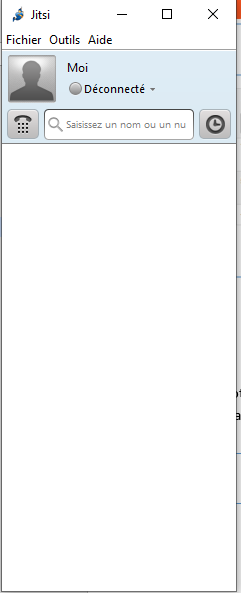 Jitsi
Fichier Outils Aide
Moi
Déconnecté
Saisissez un nom ou un nu